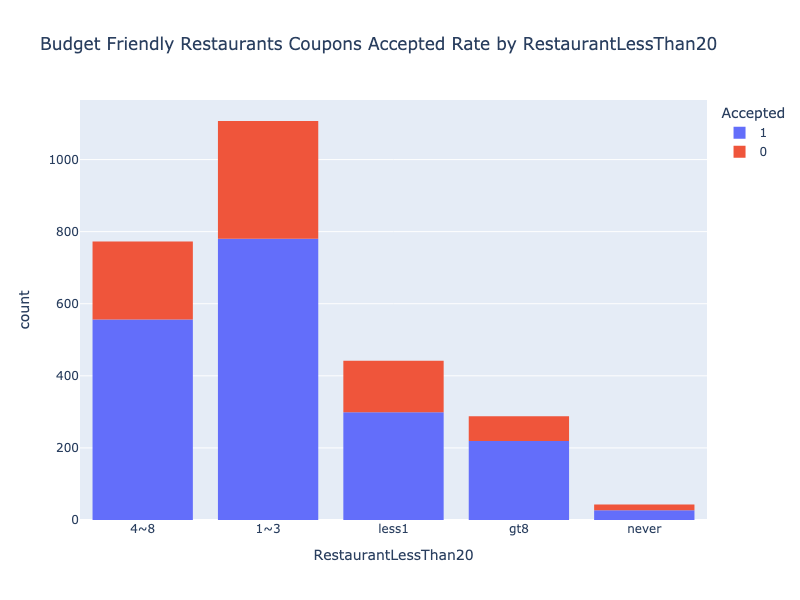 Budget Friendly Restaurants Coupons Accepted Rate by RestaurantLessThan20
Accepted
1
0
1000
800
600
400
200
0
count
4~8
1~3
less1
gt8
never
RestaurantLessThan20